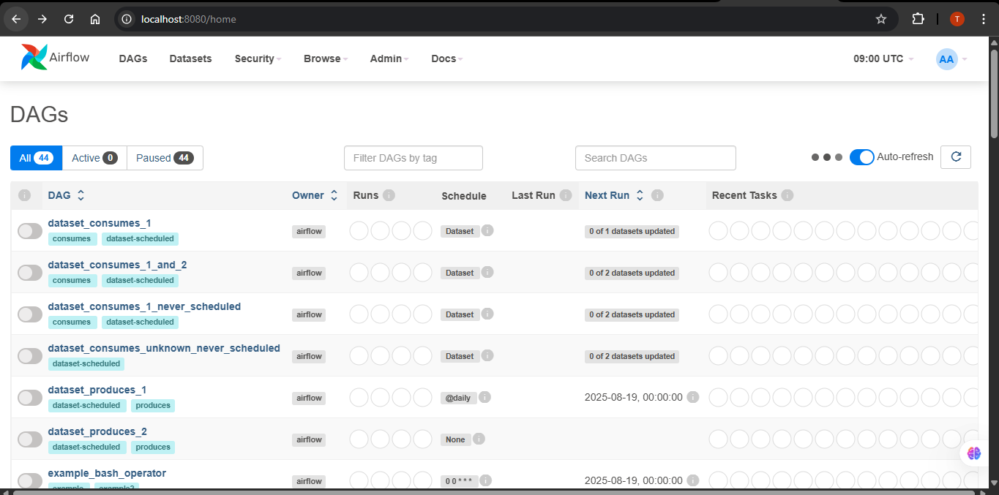 localhost:8080/home
T
Airflow DAGs Datasets Security Browse Admin Docs 09:00 UTC AA
DAGs
All 44 Active 0 Paused 44 Filter DAGs by tag Search DAGs Auto-refresh
DAG Owner Runs Schedule Last Run Next Run Recent Tasks
dataset_consumes_1
consumes dataset-scheduled airflow Dataset 0 of 1 datasets updated
dataset_consumes_1_and_2
consumes dataset-scheduled airflow Dataset 0 of 2 datasets updated
dataset_consumes_1_never_scheduled
consumes dataset-scheduled airflow Dataset 0 of 2 datasets updated
dataset_consumes_unknown_never_scheduled
dataset-scheduled airflow Dataset 0 of 2 datasets updated
dataset_produces_1
dataset-scheduled produces airflow @daily 2025-08-19, 00:00:00
dataset_produces_2
dataset-scheduled produces airflow None
example_bash_operator
example example2 airflow 0 0 * * * 2025-08-19, 00:00:00